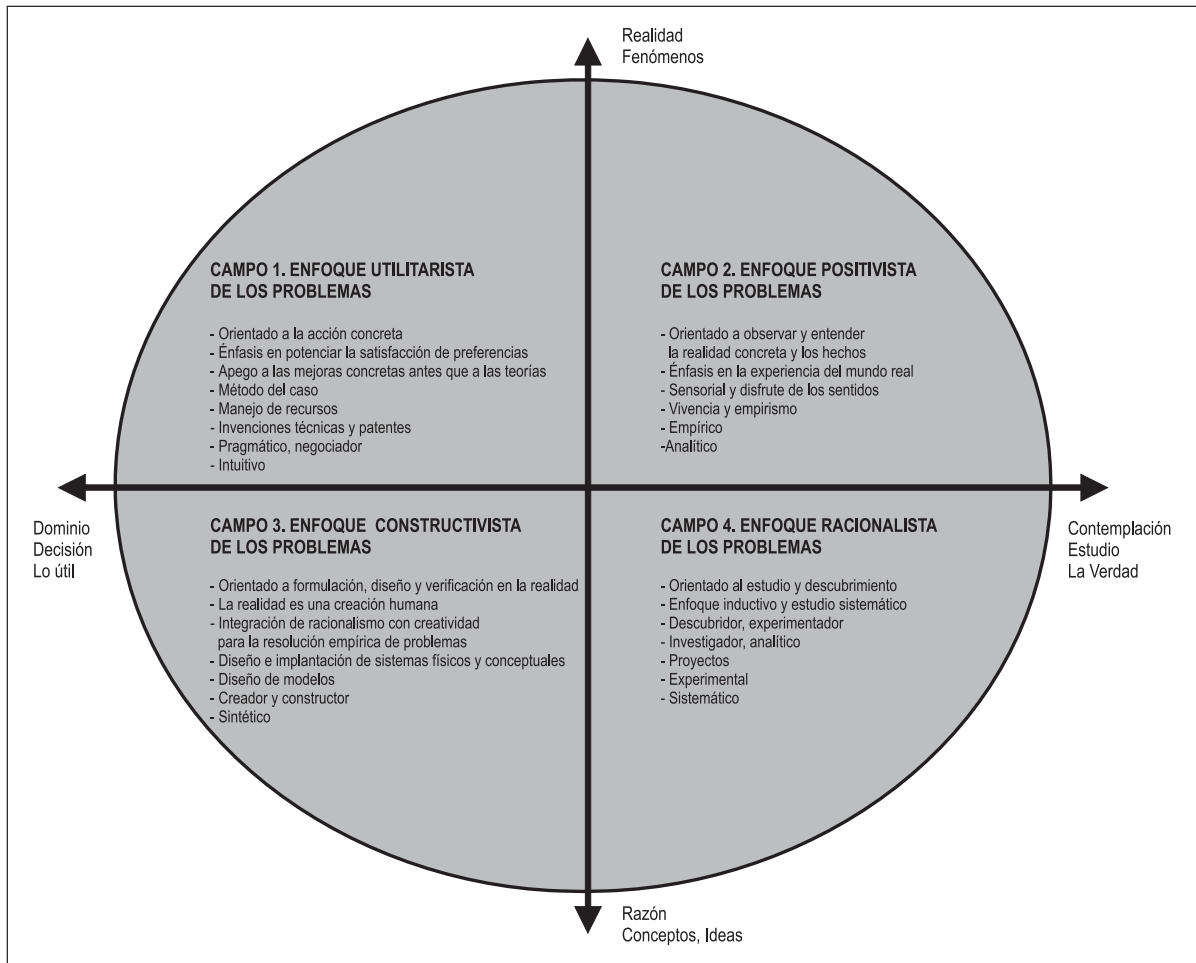 Realidad
Fenómenos
CAMPO 1. ENFOQUE UTILITARISTA
DE LOS PROBLEMAS
- Orientado a la acción concreta
- Énfasis en potenciar la satisfacción de preferencias
- Apego a las mejoras concretas antes que a las teorías
- Método del caso
- Manejo de recursos
- Invenciones técnicas y patentes
- Pragmático, negociador
- Intuitivo
CAMPO 2. ENFOQUE POSITIVISTA
DE LOS PROBLEMAS
- Orientado a observar y entender
la realidad concreta y los hechos
- Énfasis en la experiencia del mundo real
- Sensorial y disfrute de los sentidos
- Vivencia y empirismo
- Empírico
-Analítico
Dominio
Decisión
Lo útil
CAMPO 3. ENFOQUE CONSTRUCTIVISTA
DE LOS PROBLEMAS
- Orientado a formulación, diseño y verificación en la realidad
- La realidad es una creación humana
- Integración de racionalismo con creatividad
para la resolución empírica de problemas
- Diseño e implantación de sistemas físicos y conceptuales
- Diseño de modelos
- Creador y constructor
- Sintético
CAMPO 4. ENFOQUE RACIONALISTA
DE LOS PROBLEMAS
- Orientado al estudio y descubrimiento
- Enfoque inductivo y estudio sistemático
- Descubridor, experimentador
- Investigador, analítico
- Proyectos
- Experimental
- Sistemático
Contemplación
Estudio
La Verdad
Razón
Conceptos, Ideas